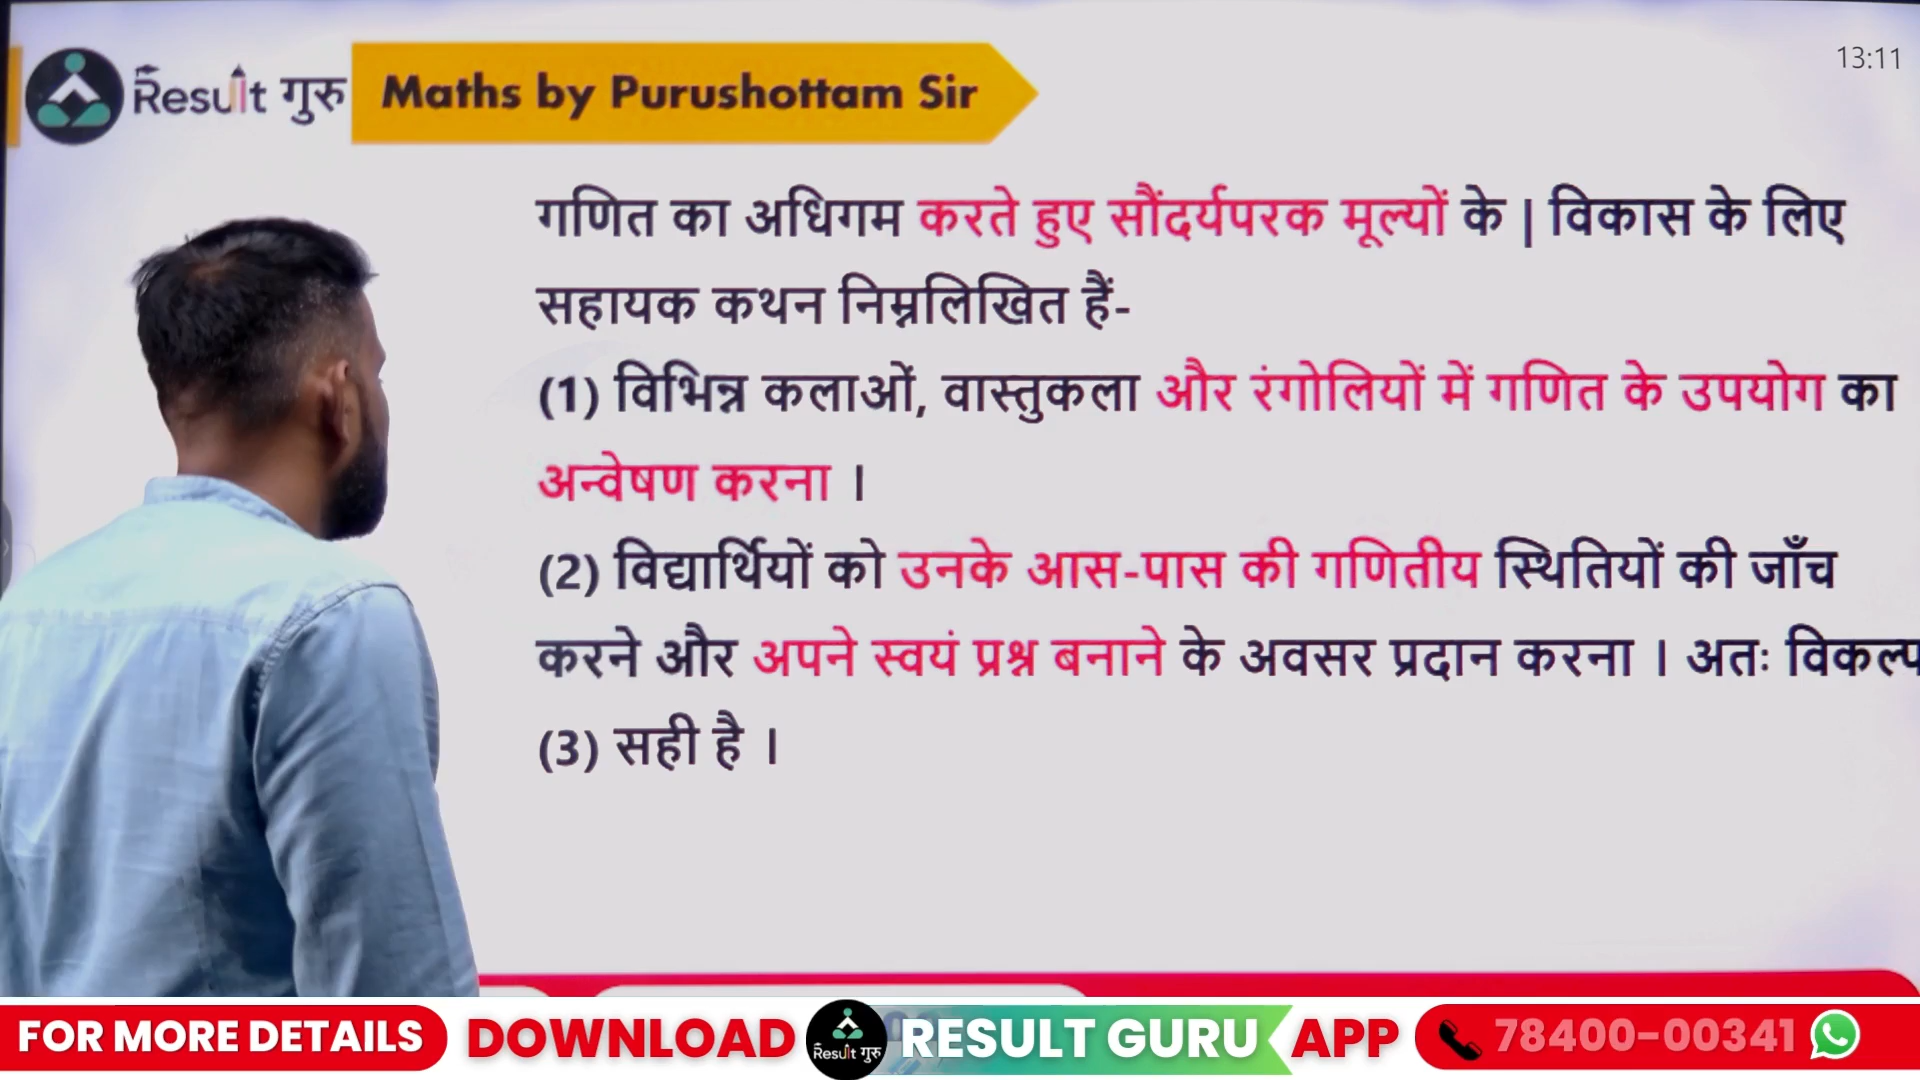 Result गुरु
Maths by Purushottam Sir
13:11
गणित का अधिगम करते हुए सौंदर्यपरक मूल्यों के | विकास के लिए
सहायक कथन निम्नलिखित हैं-
(1) विभिन्न कलाओं, वास्तुकला और रंगोलियों में गणित के उपयोग का
अन्वेषण करना ।
(2) विद्यार्थियों को उनके आस-पास की गणितीय स्थितियों की जाँच
करने और अपने स्वयं प्रश्न बनाने के अवसर प्रदान करना । अतः विकल्प
(3) सही है ।
FOR MORE DETAILS DOWNLOAD Result गुरु RESULT GURU APP 78400-00341